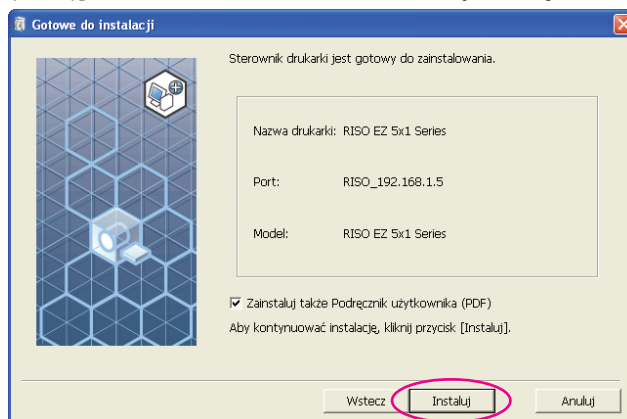 Gotowe do instalacji
Sterownik drukarki jest gotowy do zainstalowania.
Nazwa drukarki: RISO EZ 5x1 Series
Port: RISO_192.168.1.5
Model: RISO EZ 5x1 Series
Zainstaluj także Podręcznik użytkownika (PDF)
Aby kontynuować instalację, kliknij przycisk [Instaluj].
Wstecz Instaluj Anuluj